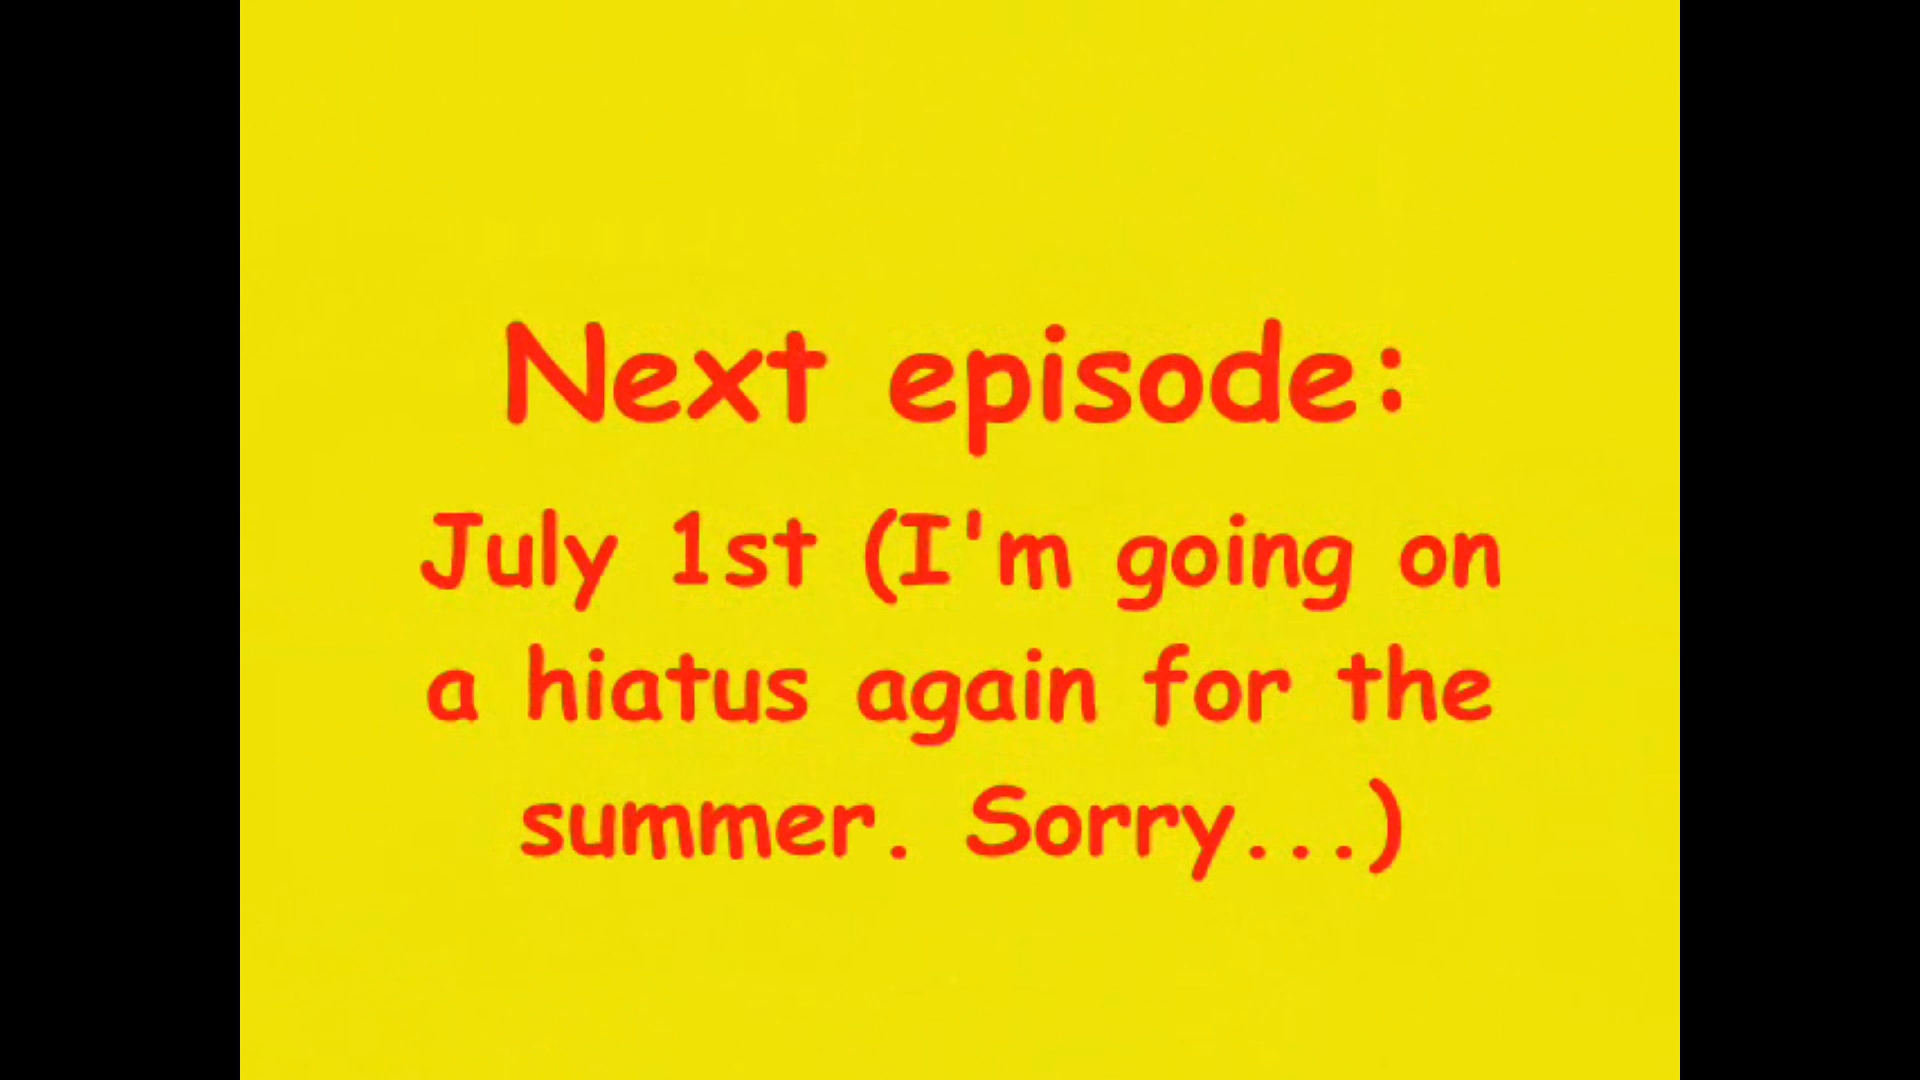 Next episode:
July 1st (I'm going on
a hiatus again for the
summer. Sorry...)